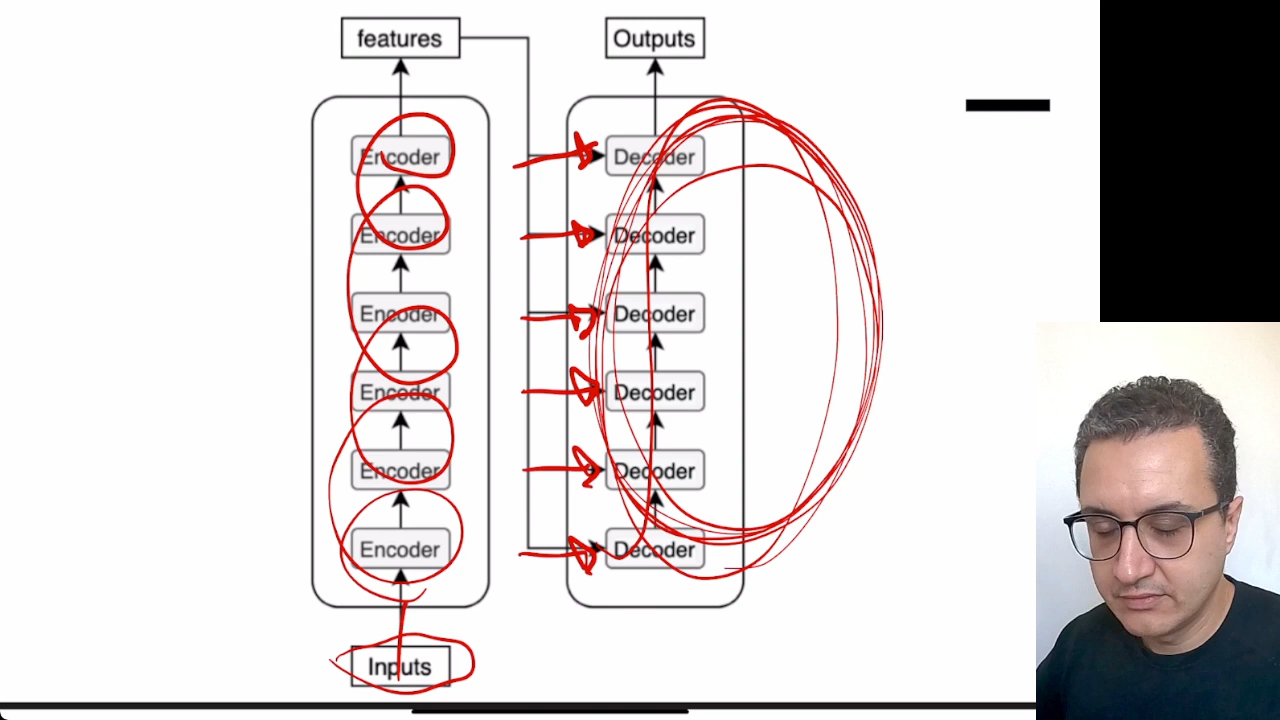 features
Encoder
Encoder
Encoder
Encoder
Encoder
Encoder
Inputs
Outputs
Decoder
Decoder
Decoder
Decoder
Decoder
Decoder